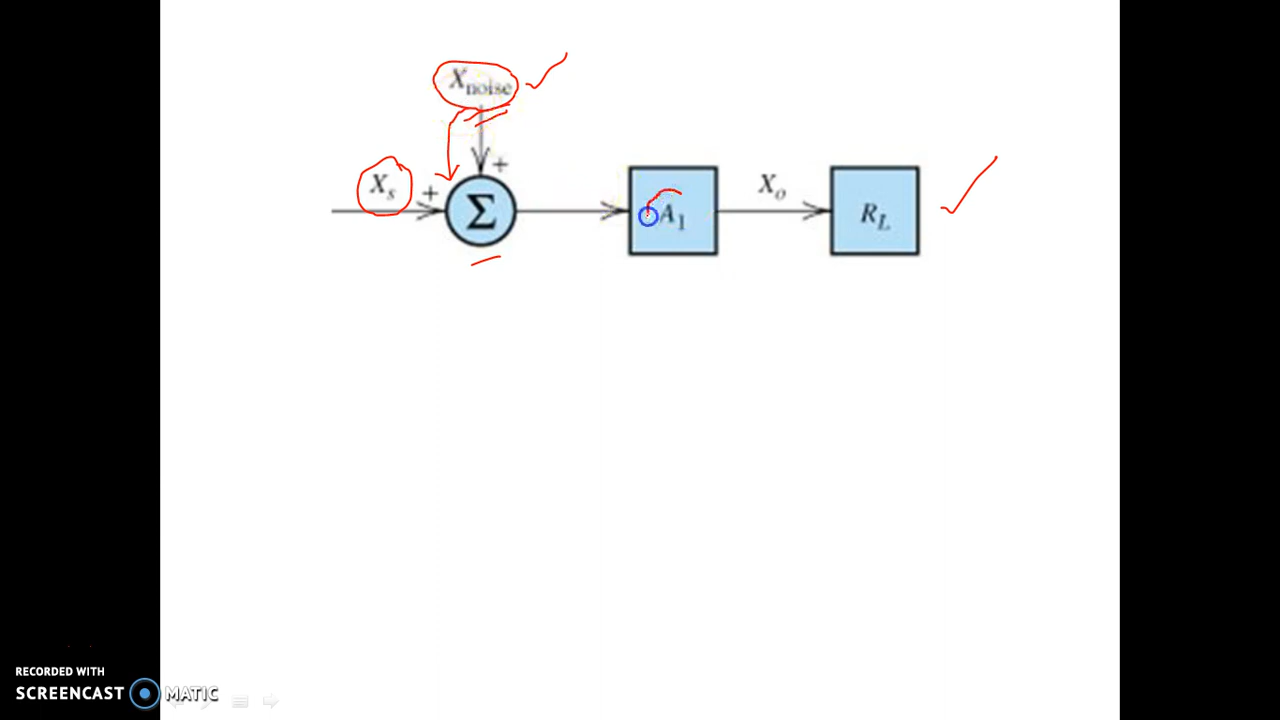 X_noise
+
X_s
+
Σ
A_1
X_o
R_L
RECORDED WITH
SCREENCAST MATIC